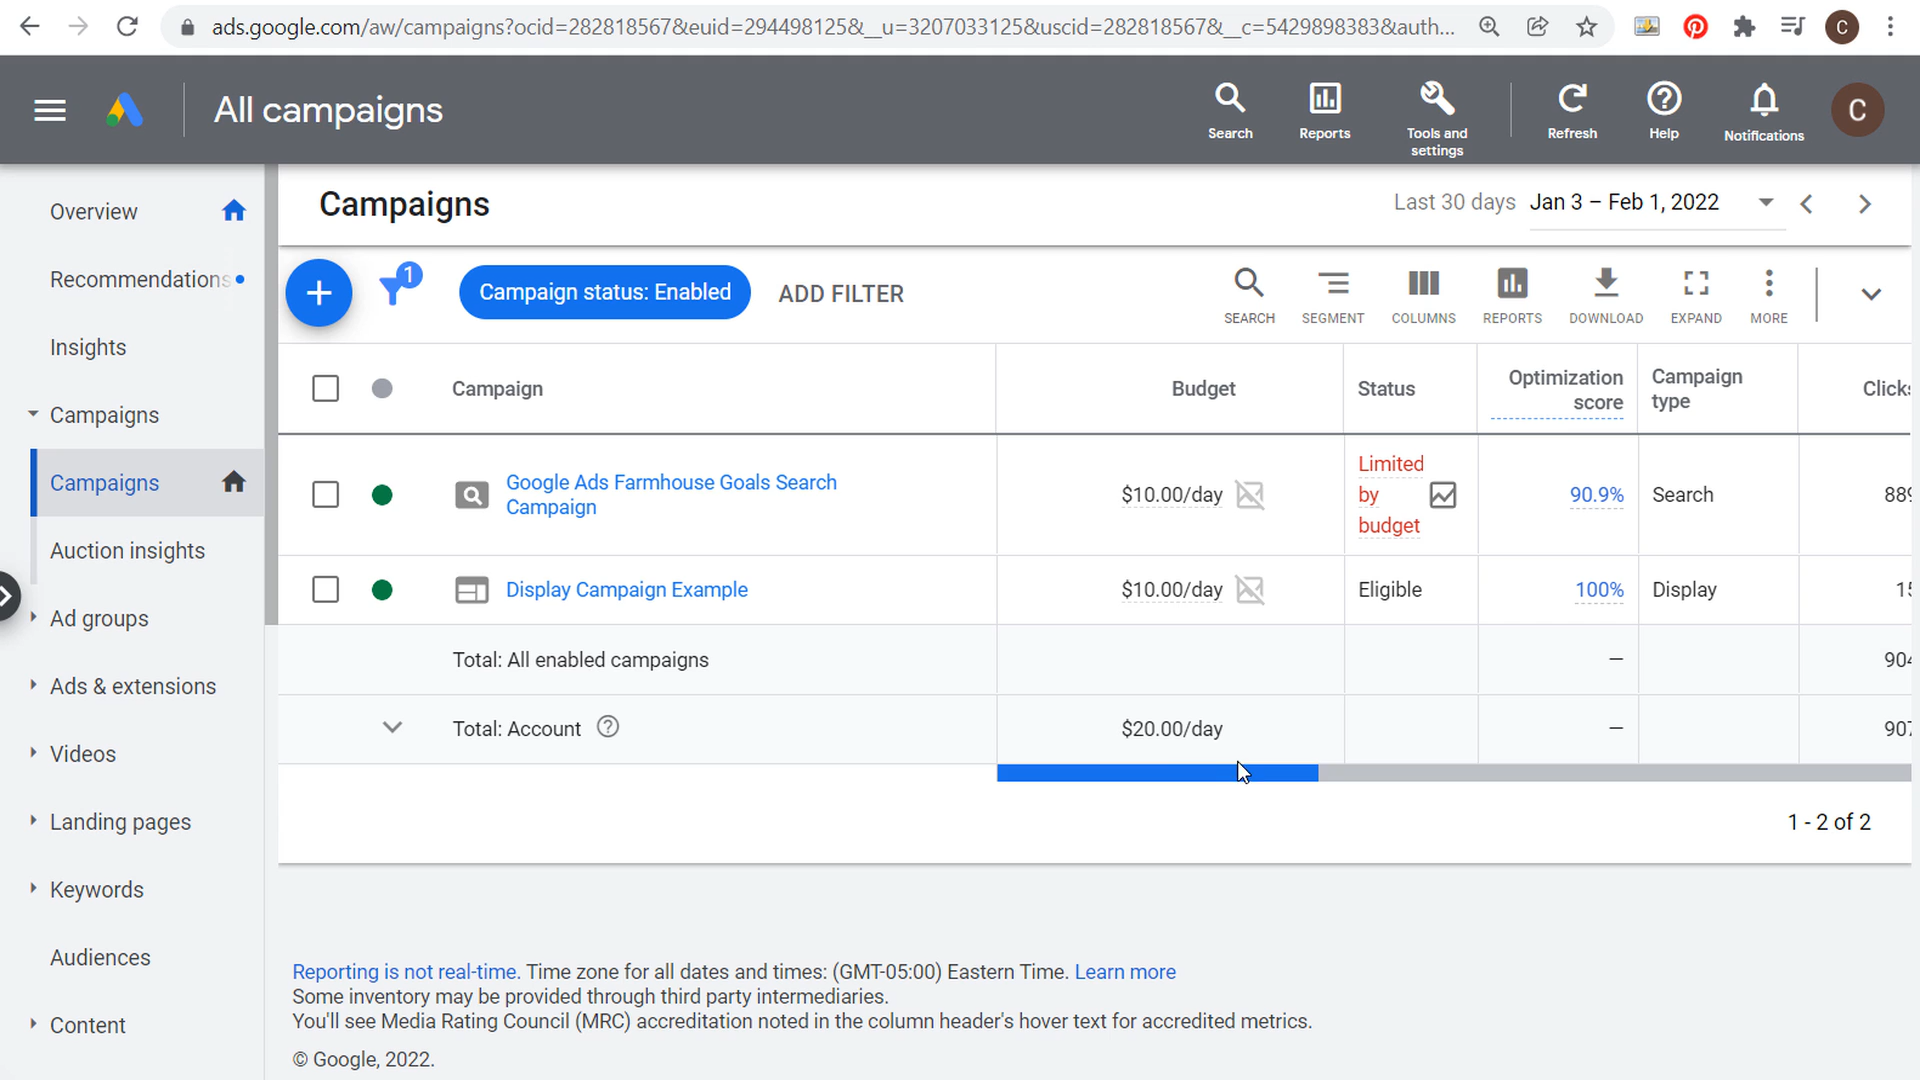 ads.google.com/aw/campaigns?ocid=282818567&euid=294498125&__u=3207033125&uscid=282818567&__c=5429898383&auth...
C
All campaigns
Search
Reports
Tools and
settings
Refresh
Help
Notifications
C
Overview
Recommendations
Insights
Campaigns
Campaigns
Auction insights
Ad groups
Ads & extensions
Videos
Landing pages
Keywords
Audiences
Content
Campaigns
Last 30 days Jan 3 – Feb 1, 2022
1
Campaign status: Enabled
ADD FILTER
SEARCH
SEGMENT
COLUMNS
REPORTS
DOWNLOAD
EXPAND
MORE
Campaign
Budget
Status
Optimization
score
Campaign
type
Clicks
Google Ads Farmhouse Goals Search
Campaign
$10.00/day
Limited
by
budget
90.9%
Search
889
Display Campaign Example
$10.00/day
Eligible
100%
Display
15
Total: All enabled campaigns
—
904
Total: Account
$20.00/day
—
907
1 - 2 of 2
Reporting is not real-time. Time zone for all dates and times: (GMT-05:00) Eastern Time. Learn more
Some inventory may be provided through third party intermediaries.
You'll see Media Rating Council (MRC) accreditation noted in the column header's hover text for accredited metrics.
© Google, 2022.